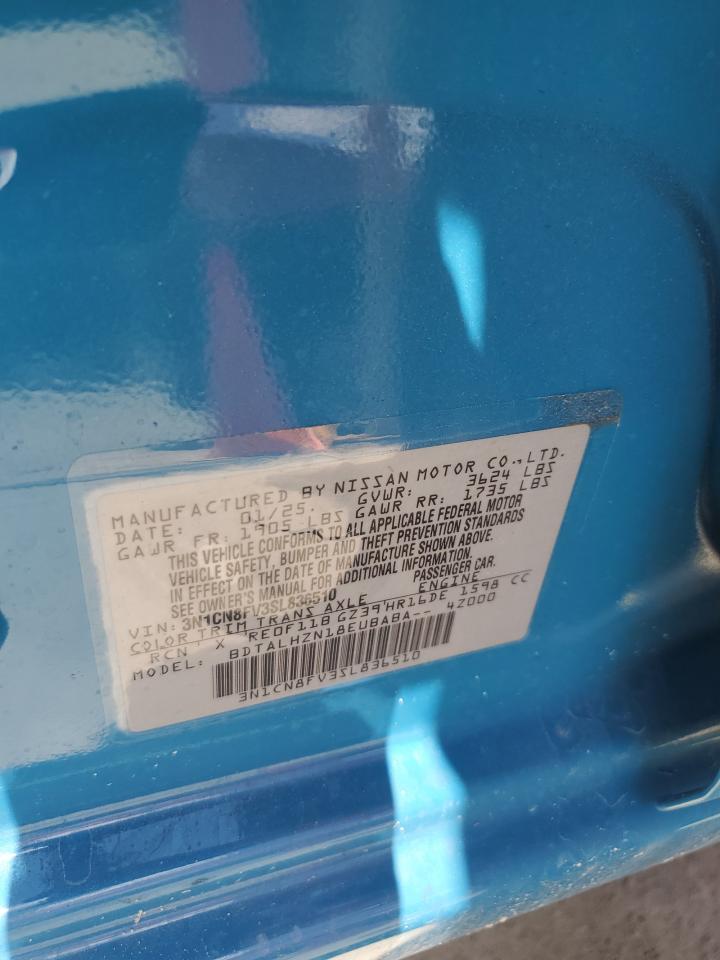 MANUFACTURED BY NISSAN MOTOR CO., LTD.
DATE: 01/25. GVWR: 3624 LBS
GAWR FR: 1905 LBS GAWR RR: 1735 LBS
THIS VEHICLE CONFORMS TO ALL APPLICABLE FEDERAL MOTOR
VEHICLE SAFETY, BUMPER AND THEFT PREVENTION STANDARDS
IN EFFECT ON THE DATE OF MANUFACTURE SHOWN ABOVE.
SEE OWNER'S MANUAL FOR ADDITIONAL INFORMATION.
VIN: 3N1CN8FV3SL836510 PASSENGER CAR.
COLOR TRIM TRANS AXLE ENGINE
RCN X RE0F11B GZ39 HR16DE 1598 CC
MODEL: BDTALHZN18EUBABA-- 4Z000
3N1CN8FV3SL836510